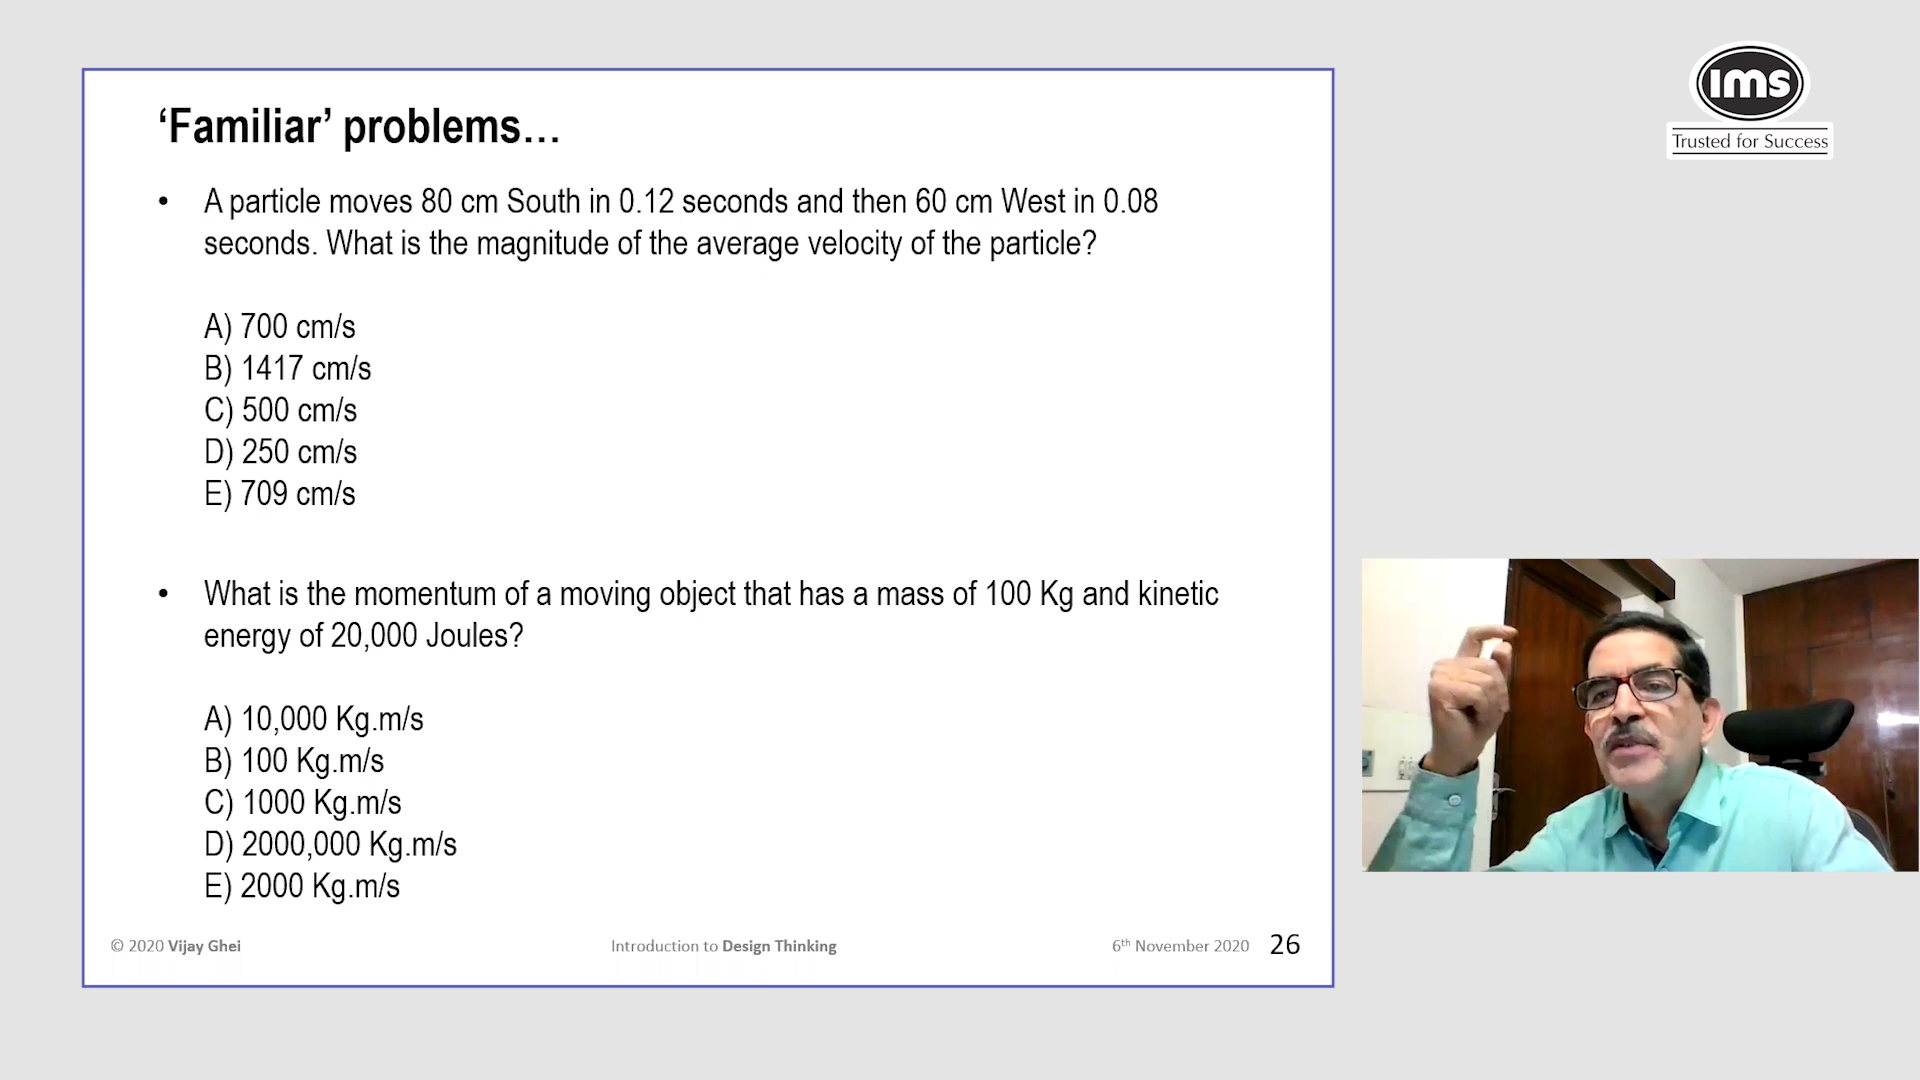 ‘Familiar’ problems…
• A particle moves 80 cm South in 0.12 seconds and then 60 cm West in 0.08
seconds. What is the magnitude of the average velocity of the particle?
A) 700 cm/s
B) 1417 cm/s
C) 500 cm/s
D) 250 cm/s
E) 709 cm/s
• What is the momentum of a moving object that has a mass of 100 Kg and kinetic
energy of 20,000 Joules?
A) 10,000 Kg.m/s
B) 100 Kg.m/s
C) 1000 Kg.m/s
D) 2000,000 Kg.m/s
E) 2000 Kg.m/s
© 2020 Vijay Ghei
Introduction to Design Thinking
6th November 2020
26
ims
Trusted for Success